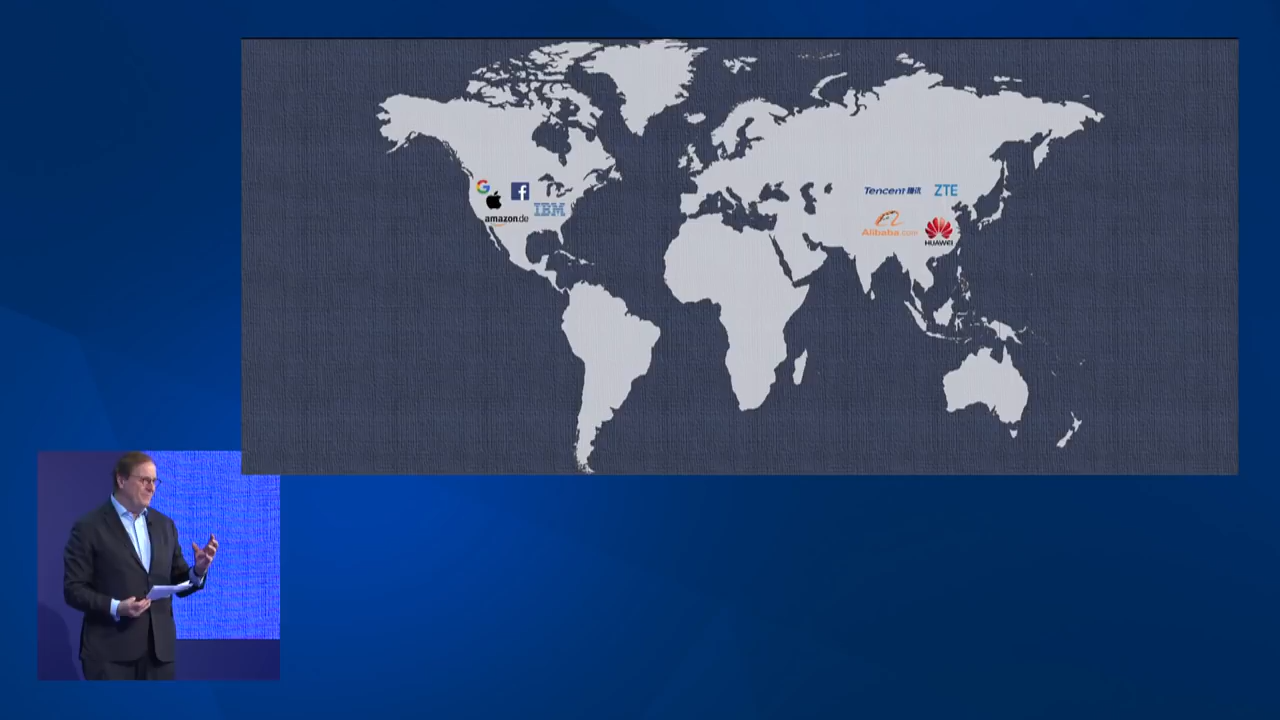 G
f
amazon.de
IBM
Tencent 腾讯
ZTE
Alibaba.com
HUAWEI